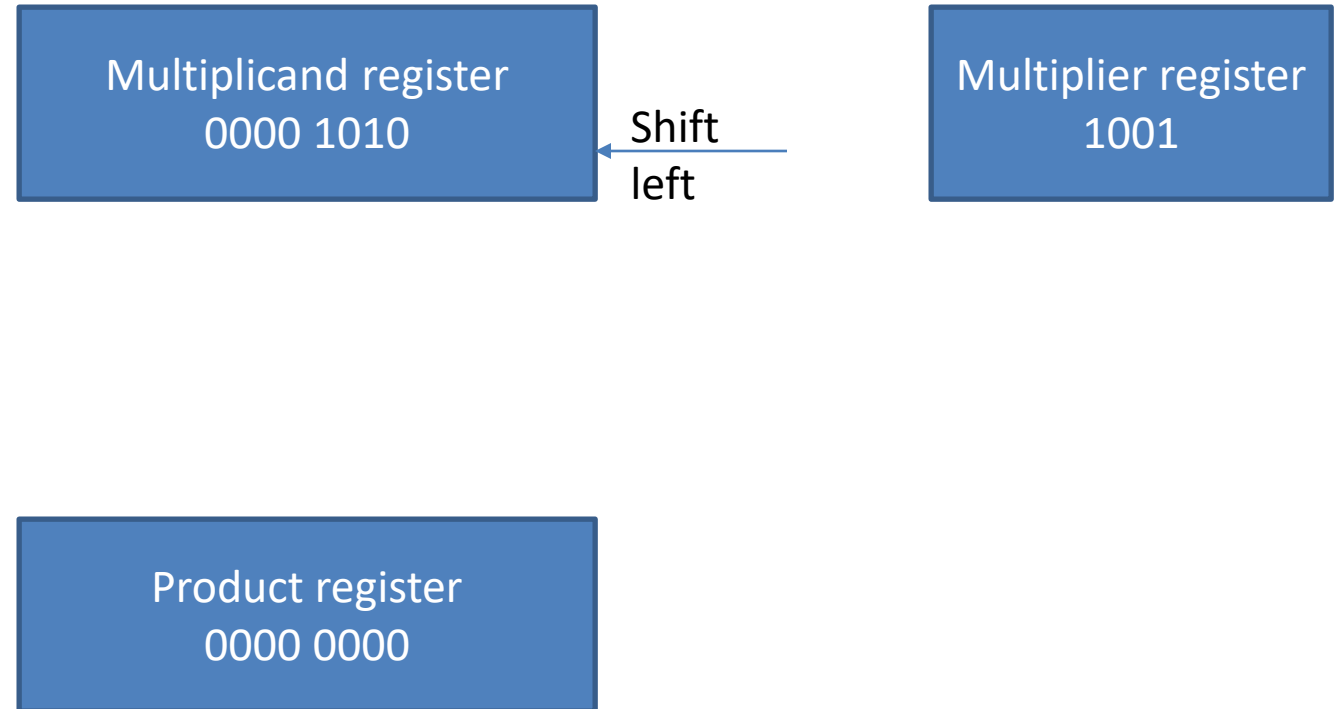 Multiplicand register
0000 1010
Shift
left
Multiplier register
1001
Product register
0000 0000